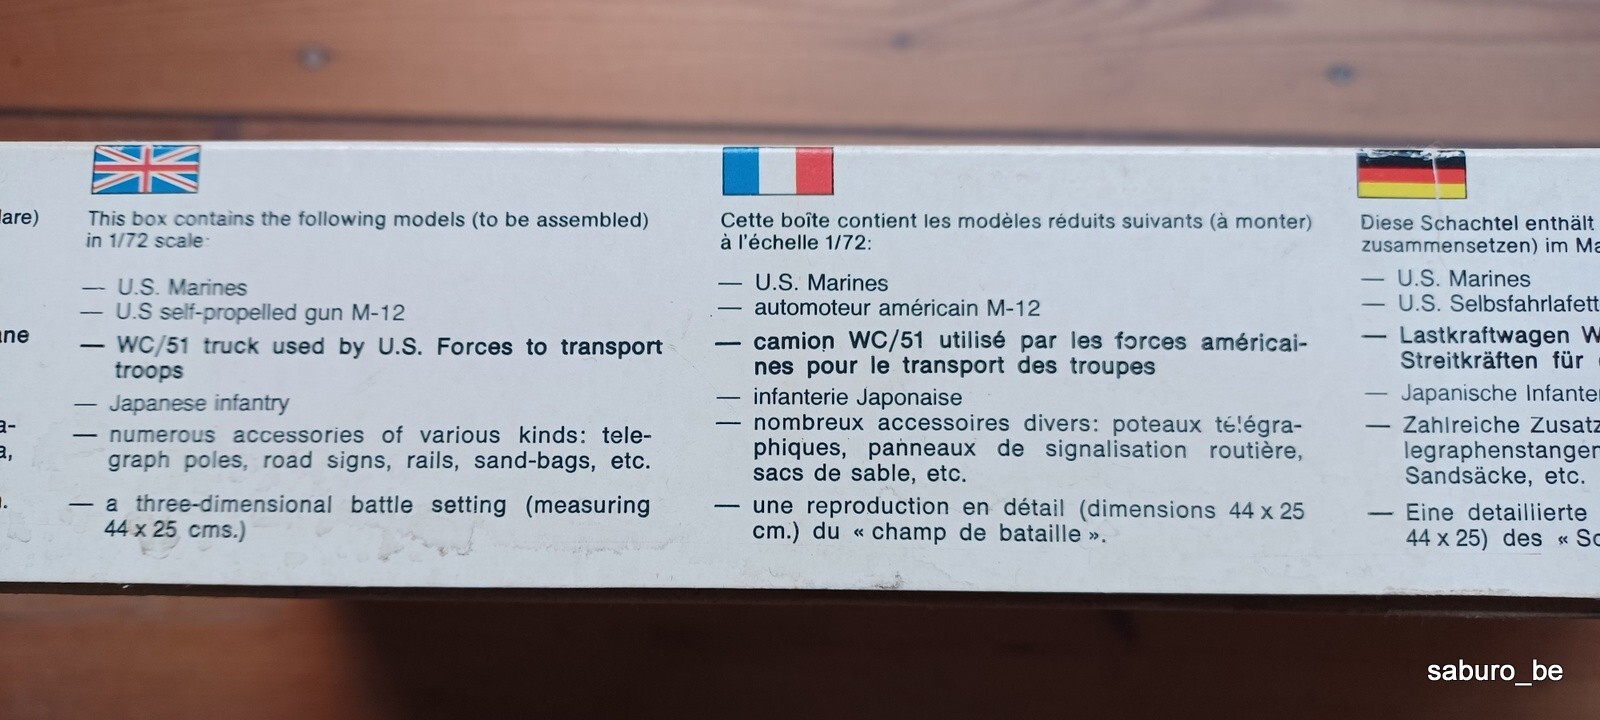 lare)
ane
a-
a,
This box contains the following models (to be assembled)
in 1/72 scale:
— U.S. Marines
— U.S self-propelled gun M-12
— WC/51 truck used by U.S. Forces to transport
troops
— Japanese infantry
— numerous accessories of various kinds: tele-
graph poles, road signs, rails, sand-bags, etc.
— a three-dimensional battle setting (measuring
44 x 25 cms.)
Cette boîte contient les modèles réduits suivants (à monter)
à l'échelle 1/72:
— U.S. Marines
— automoteur américain M-12
— camion WC/51 utilisé par les forces américai-
nes pour le transport des troupes
— infanterie Japonaise
— nombreux accessoires divers: poteaux télégra-
phiques, panneaux de signalisation routière,
sacs de sable, etc.
— une reproduction en détail (dimensions 44 x 25
cm.) du « champ de bataille ».
Diese Schachtel enthält
zusammensetzen) im Ma
— U.S. Marines
— U.S. Selbsfahrlafett
— Lastkraftwagen W
Streitkräften für
— Japanische Infante
— Zahlreiche Zusatz
legraphenstangen
Sandsäcke, etc.
— Eine detaillierte
44 x 25) des « Sc
saburo_be